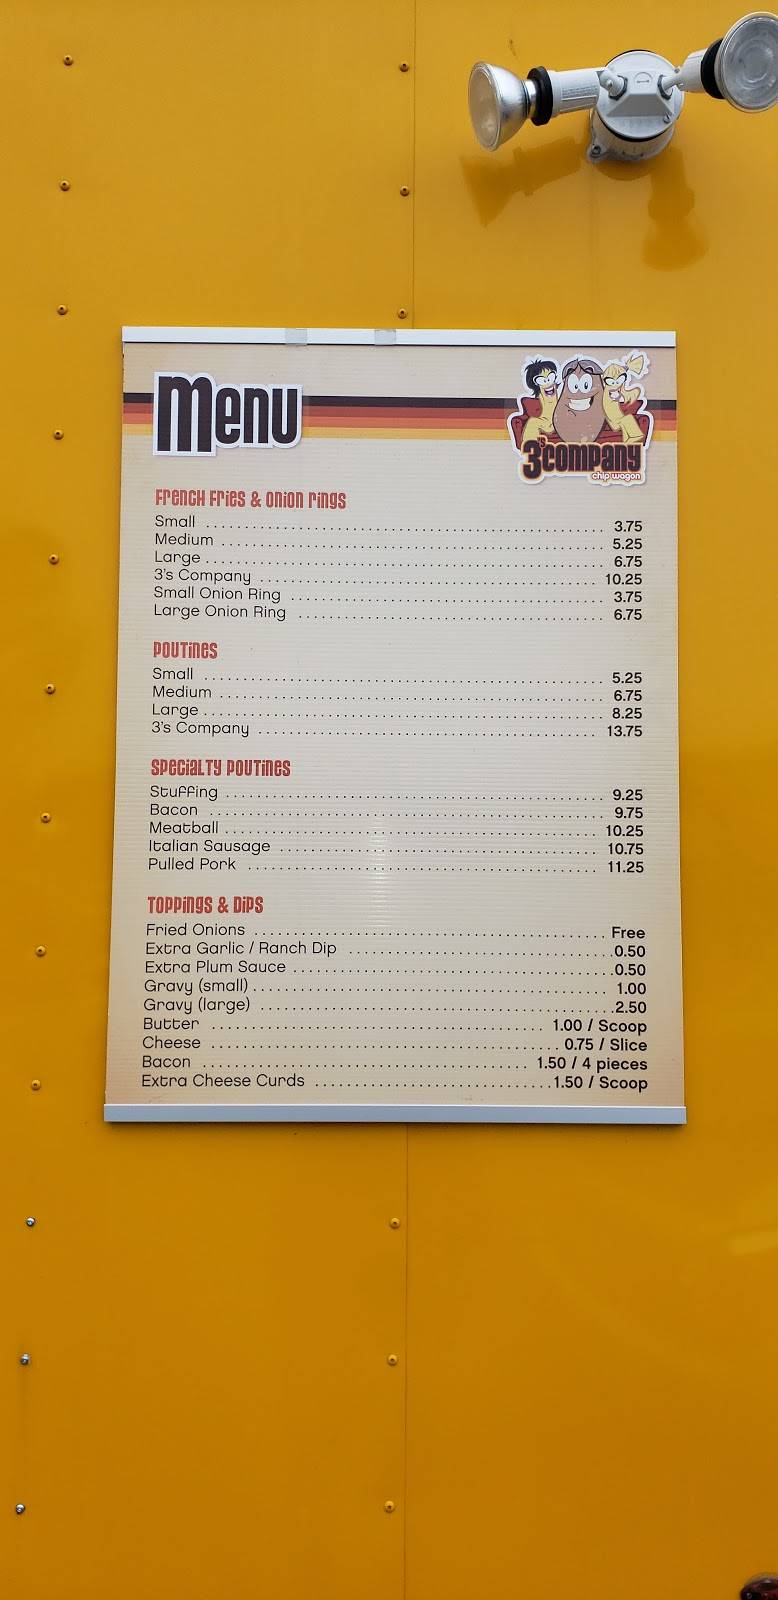 Menu
3's company
chip wagon
French Fries & Onion Rings
Small 3.75
Medium 5.25
Large 6.75
3's Company 10.25
Small Onion Ring 3.75
Large Onion Ring 6.75
Poutines
Small 5.25
Medium 6.75
Large 8.25
3's Company 13.75
Specialty Poutines
Stuffing 9.25
Bacon 9.75
Meatball 10.25
Italian Sausage 10.75
Pulled Pork 11.25
Toppings & Dips
Fried Onions Free
Extra Garlic / Ranch Dip 0.50
Extra Plum Sauce 0.50
Gravy (small) 1.00
Gravy (large) 2.50
Butter 1.00 / Scoop
Cheese 0.75 / Slice
Bacon 1.50 / 4 pieces
Extra Cheese Curds 1.50 / Scoop